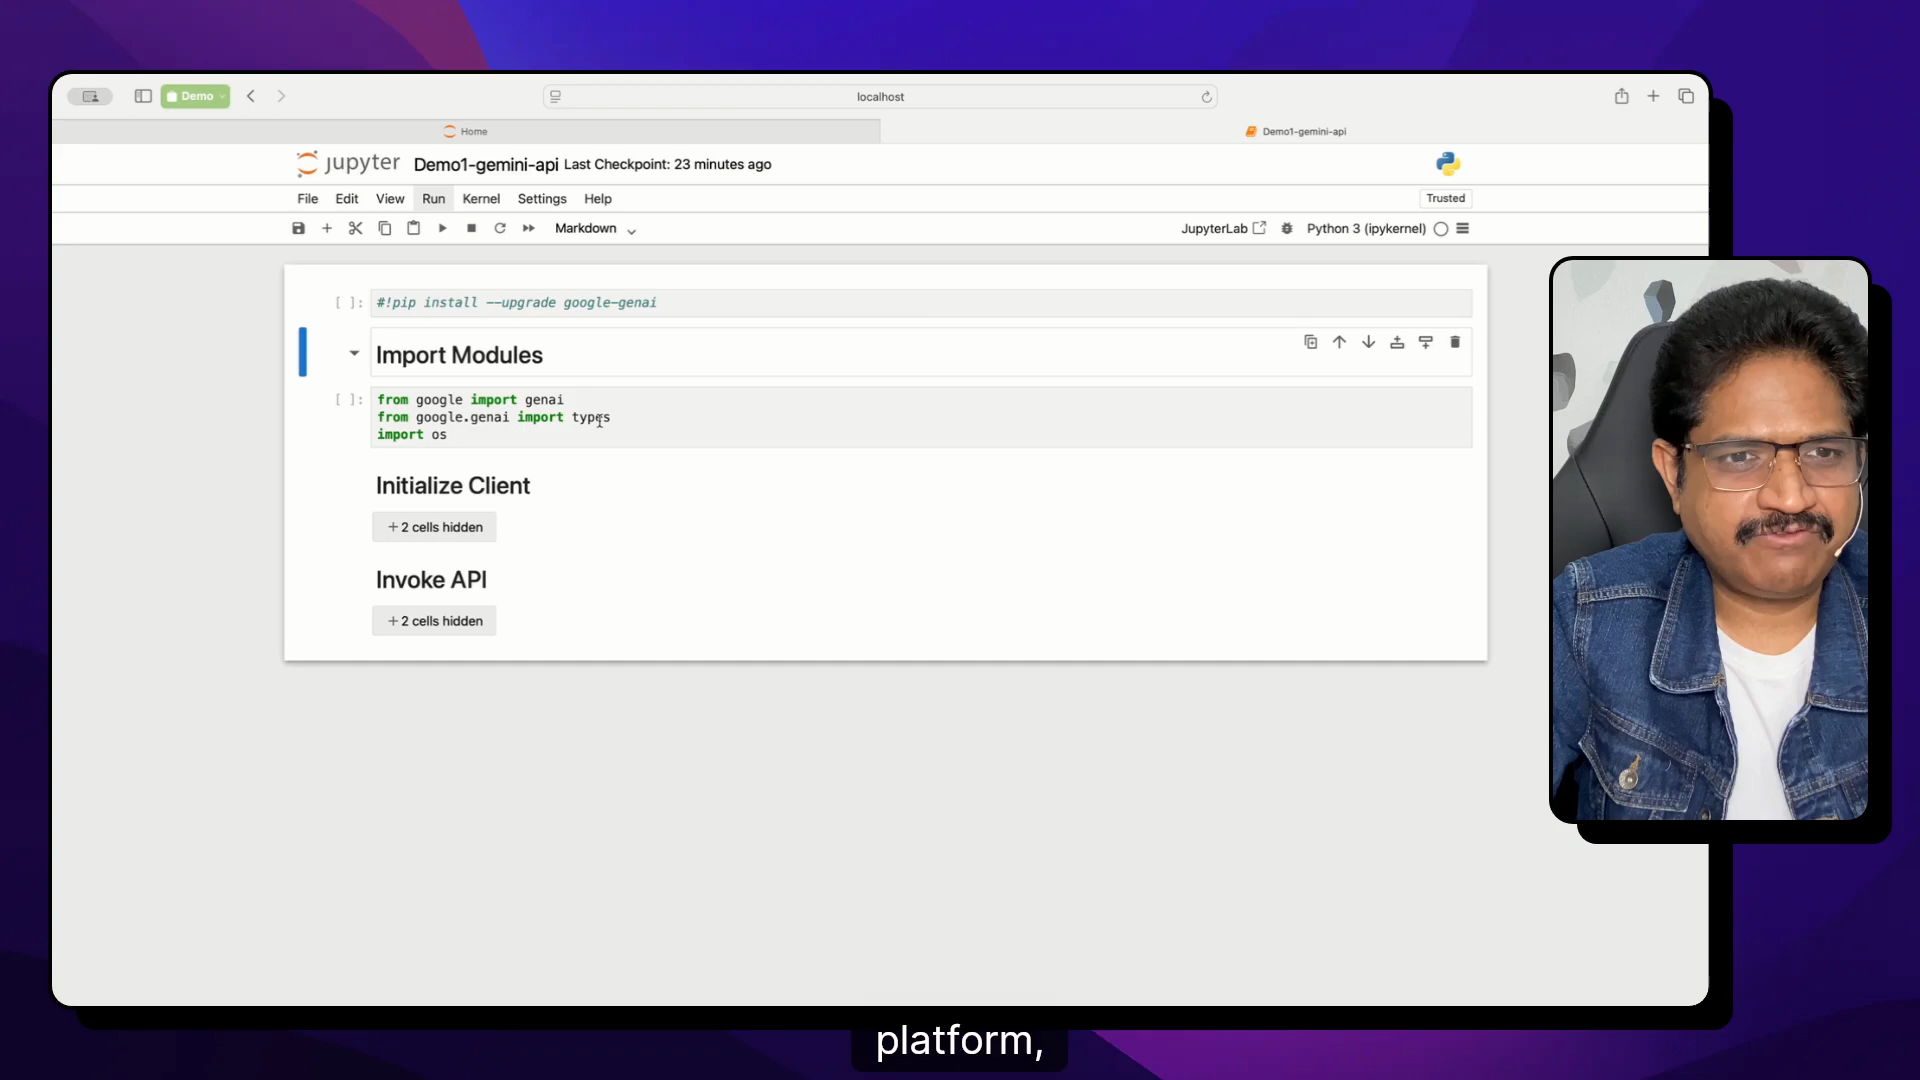 Demo
localhost
Home
Demo1-gemini-api
jupyter Demo1-gemini-api Last Checkpoint: 23 minutes ago
File Edit View Run Kernel Settings Help
Trusted
Markdown
JupyterLab
Python 3 (ipykernel)
[ ]: #!pip install --upgrade google-genai
Import Modules
[ ]: from google import genai
from google.genai import types
import os
Initialize Client
+ 2 cells hidden
Invoke API
+ 2 cells hidden
platform,